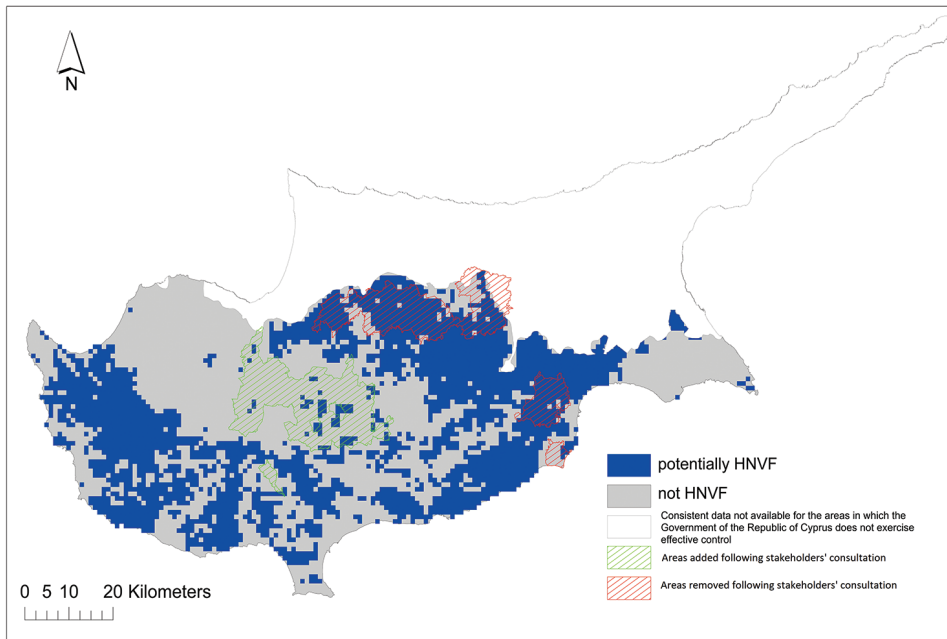 N
potentially HNVF
not HNVF
Consistent data not available for the areas in which the
Government of the Republic of Cyprus does not exercise
effective control
Areas added following stakeholders' consultation
Areas removed following stakeholders' consultation
0 5 10 20 Kilometers